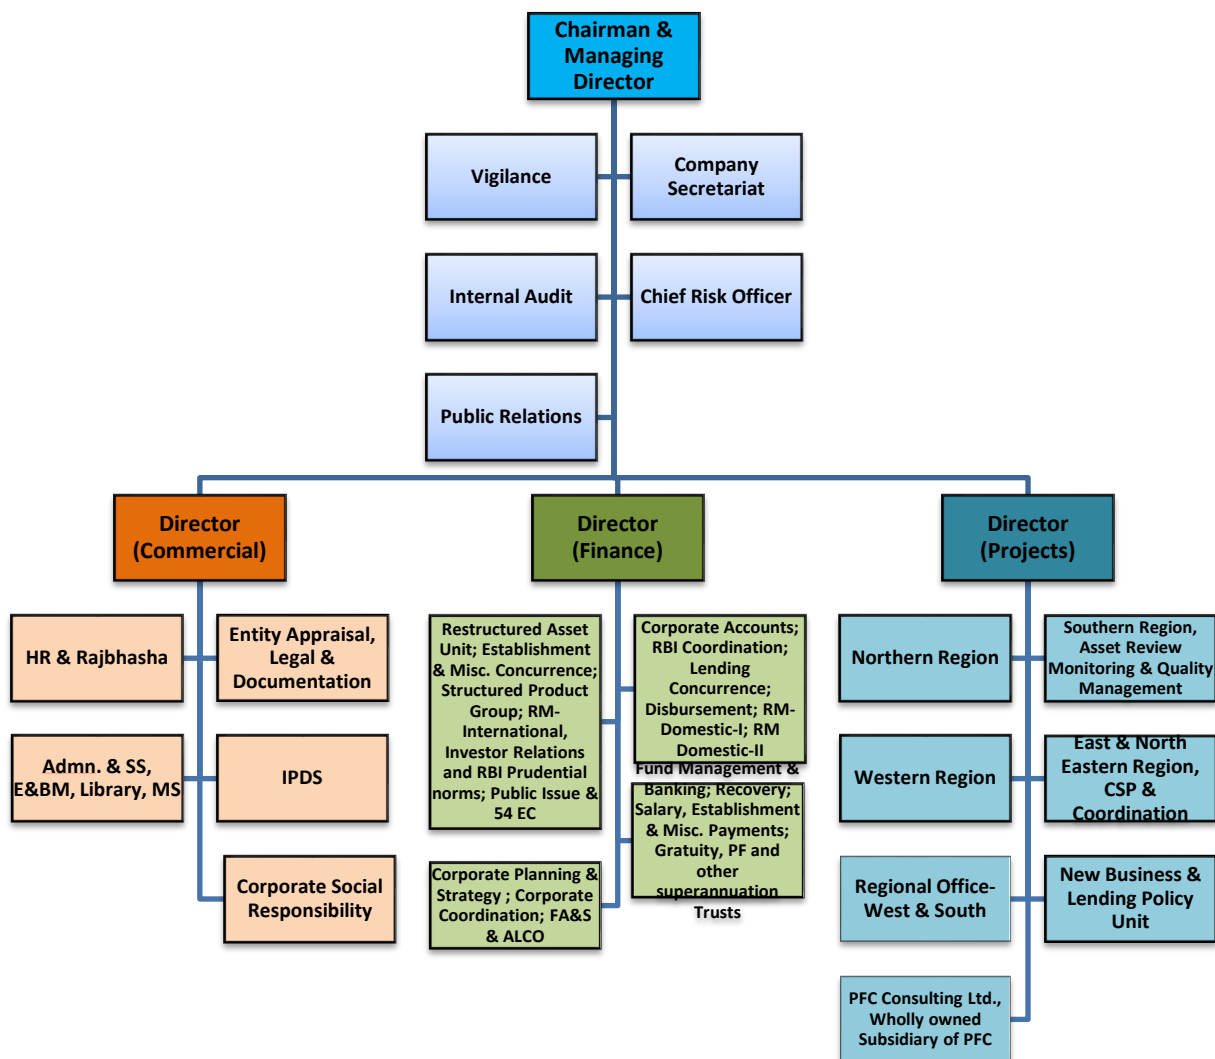 Chairman &
Managing
Director
Vigilance
Company
Secretariat
Internal Audit
Chief Risk Officer
Public Relations
Director
(Commercial)
Director
(Finance)
Director
(Projects)
HR & Rajbhasha
Entity Appraisal,
Legal &
Documentation
Admn. & SS,
E&BM, Library, MS
IPDS
Corporate Social
Responsibility
Restructured Asset
Unit; Establishment
& Misc. Concurrence;
Structured Product
Group; RM-
International,
Investor Relations
and RBI Prudential
norms; Public Issue &
54 EC
Corporate Accounts;
RBI Coordination;
Lending
Concurrence;
Disbursement; RM-
Domestic-I; RM
Domestic-II
Fund Management &
Banking; Recovery;
Salary, Establishment
& Misc. Payments;
Gratuity, PF and
other
superannuation
Trusts
Corporate Planning &
Strategy ; Corporate
Coordination; FA&S
& ALCO
Northern Region
Southern Region,
Asset Review
Monitoring & Quality
Management
Western Region
East & North
Eastern Region,
CSP &
Coordination
Regional Office-
West & South
New Business &
Lending Policy
Unit
PFC Consulting Ltd.,
Wholly owned
Subsidiary of PFC